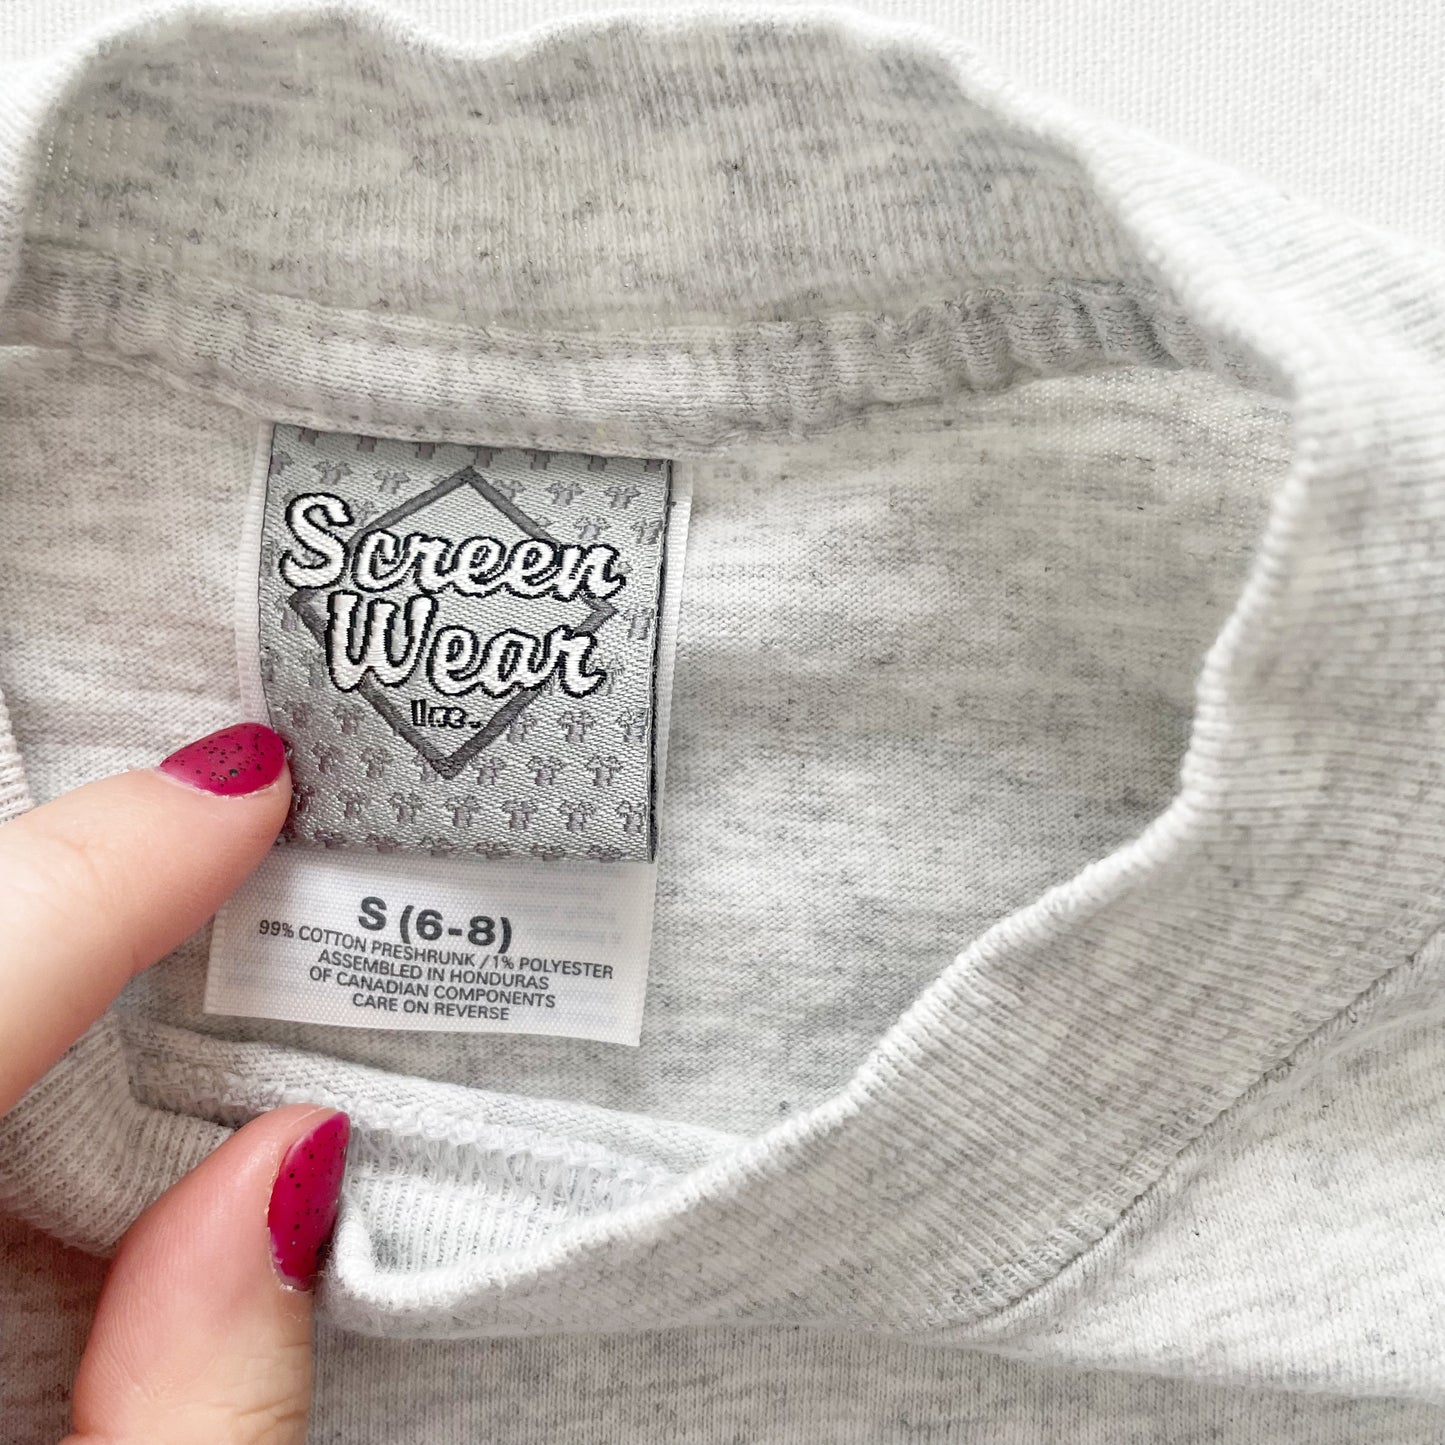 Screen
Wear
Inc.
S (6-8)
99% COTTON PRESHRUNK / 1% POLYESTER
ASSEMBLED IN HONDURAS
OF CANADIAN COMPONENTS
CARE ON REVERSE